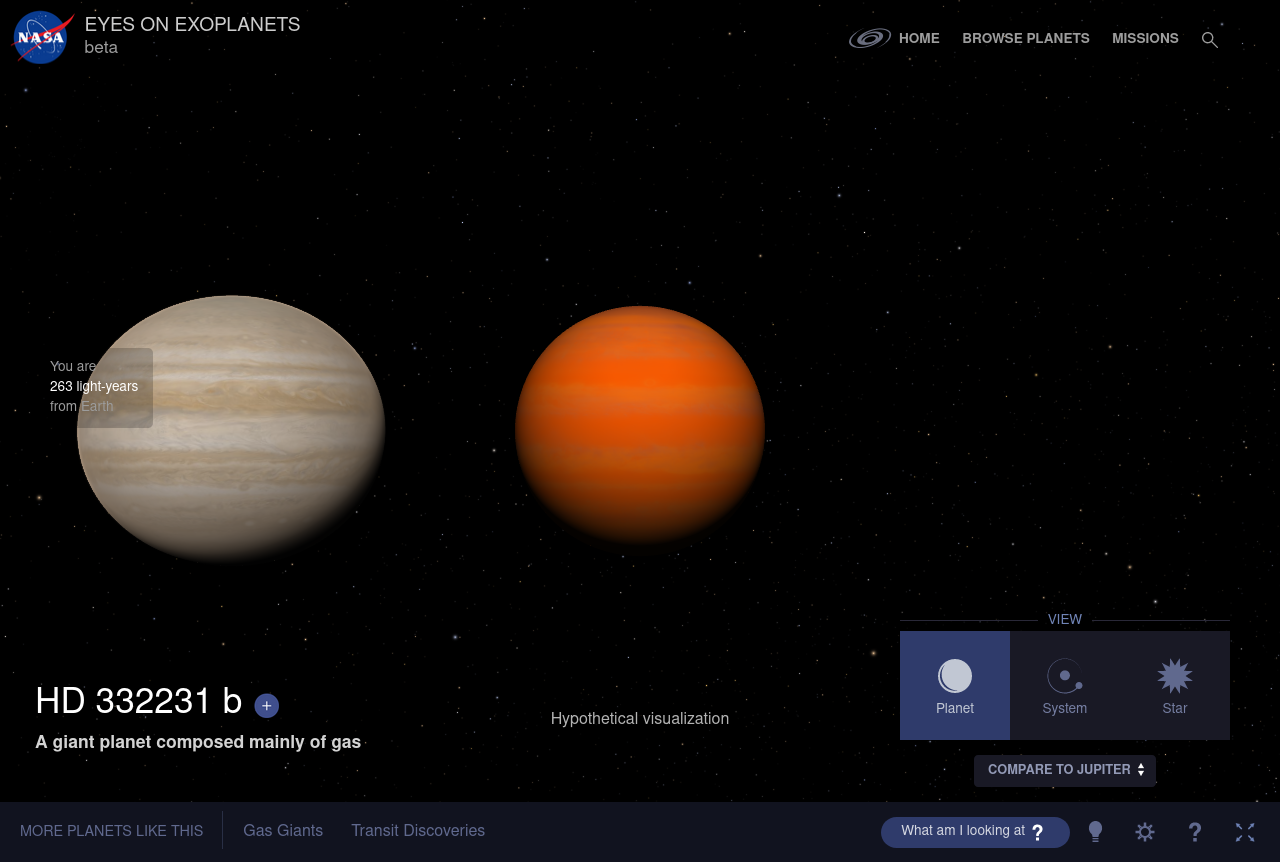 NASA
EYES ON EXOPLANETS
beta
HOME
BROWSE PLANETS
MISSIONS
You are
263 light-years
from Earth
HD 332231 b +
A giant planet composed mainly of gas
Hypothetical visualization
VIEW
Planet
System
Star
COMPARE TO JUPITER
MORE PLANETS LIKE THIS
Gas Giants
Transit Discoveries
What am I looking at ?
?